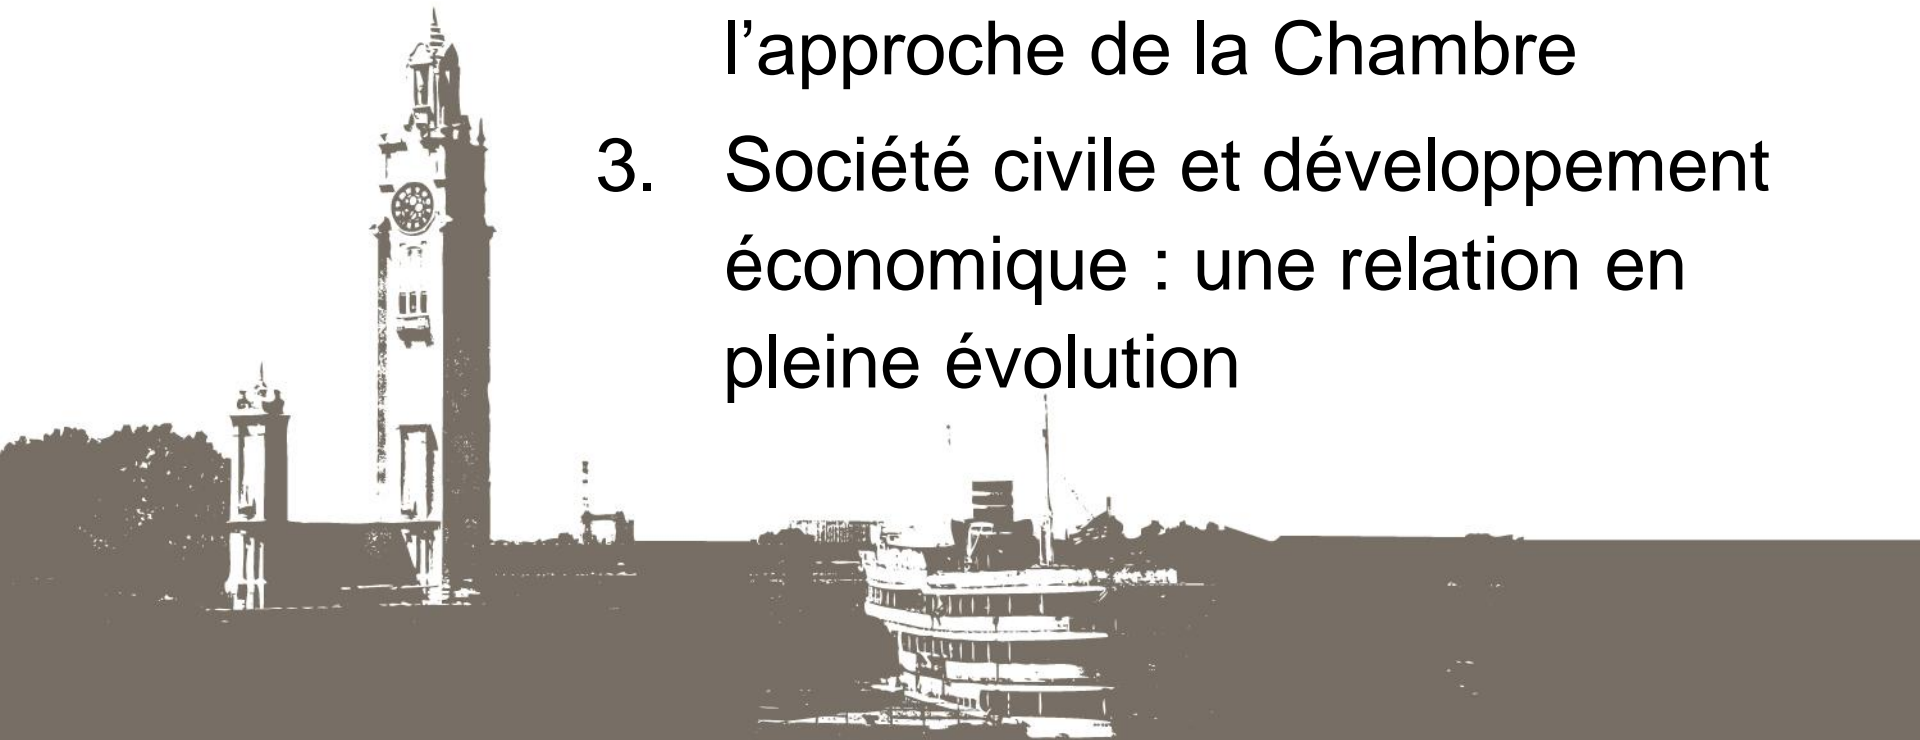 l’approche de la Chambre
3. Société civile et développement
économique : une relation en
pleine évolution